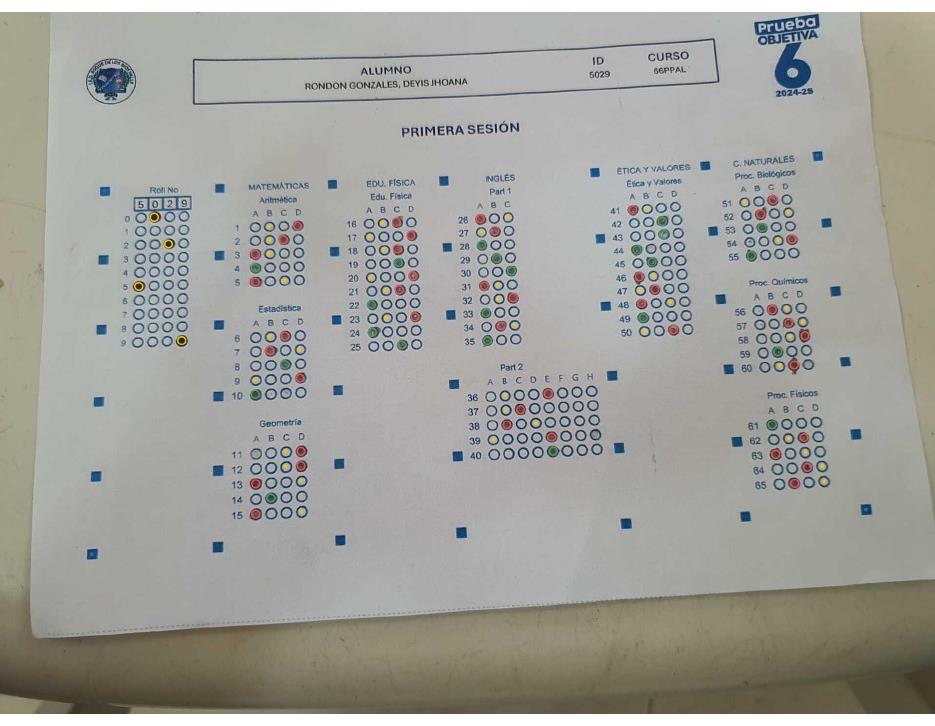 Prueba
OBJETIVA
6
2024-25
ALUMNO
RONDON GONZALES, DEYIS JHOANA
ID
5029
CURSO
66PPAL
PRIMERA SESIÓN
Roll No
5 0 2 9
0
1
2
3
4
5
6
7
8
9
MATEMÁTICAS
Aritmética
A B C D
1
2
3
4
5
Estadística
A B C D
6
7
8
9
10
Geometría
A B C D
11
12
13
14
15
EDU. FÍSICA
Edu. Física
A B C D
16
17
18
19
20
21
22
23
24
25
INGLÉS
Part 1
A B C
26
27
28
29
30
31
32
33
34
35
Part 2
A B C D E F G H
36
37
38
39
40
ÉTICA Y VALORES
Ética y Valores
A B C D
41
42
43
44
45
46
47
48
49
50
C. NATURALES
Proc. Biológicos
A B C D
51
52
53
54
55
Proc. Químicos
A B C D
56
57
58
59
60
Proc. Físicos
A B C D
61
62
63
64
65